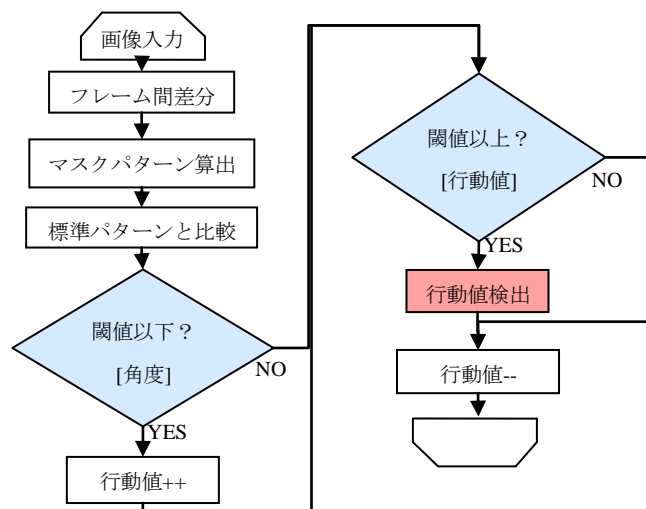 画像入力
フレーム間差分
マスクパターン算出
標準パターンと比較
閾値以下？
[角度]
NO
YES
行動値++
閾値以上？
[行動値]
NO
YES
行動値検出
行動値--